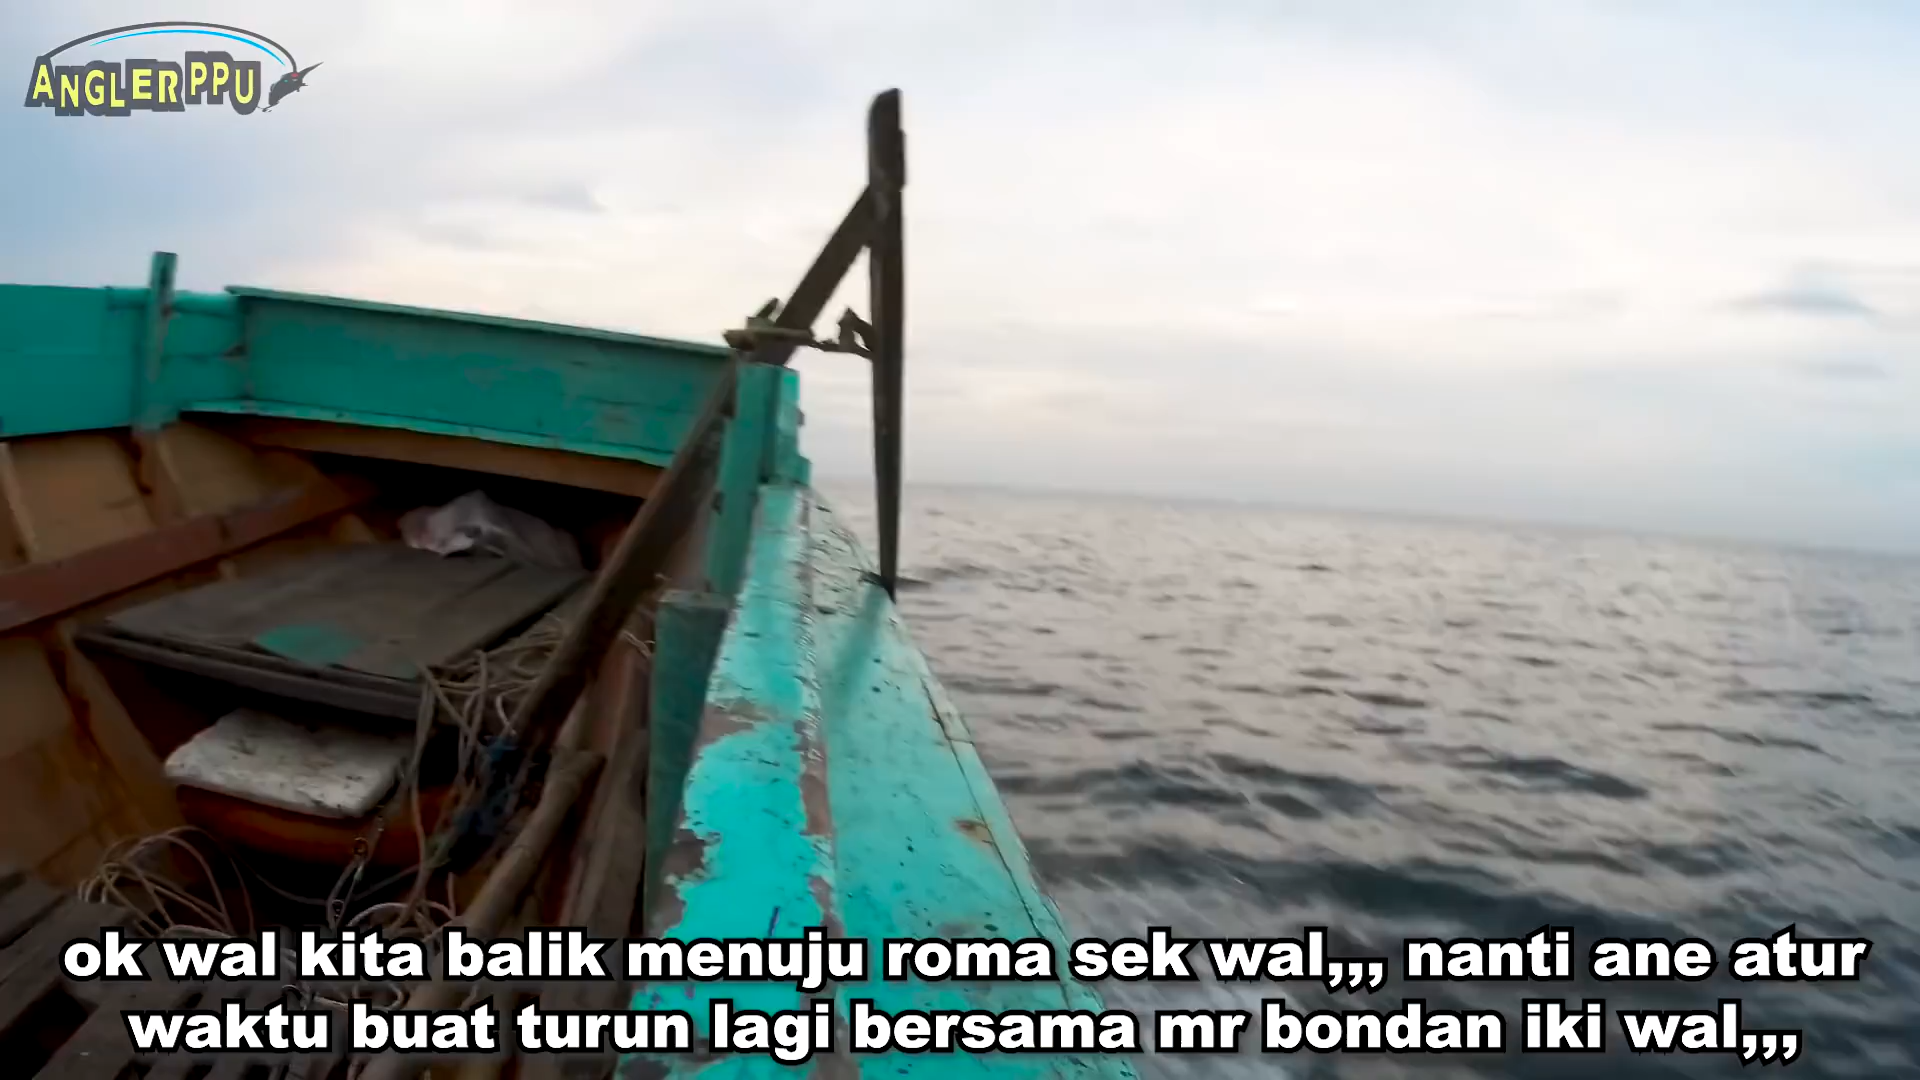 ANGLER PPU
ok wal kita balik menuju roma sek wal,,, nanti ane atur
waktu buat turun lagi bersama mr bondan iki wal,,,